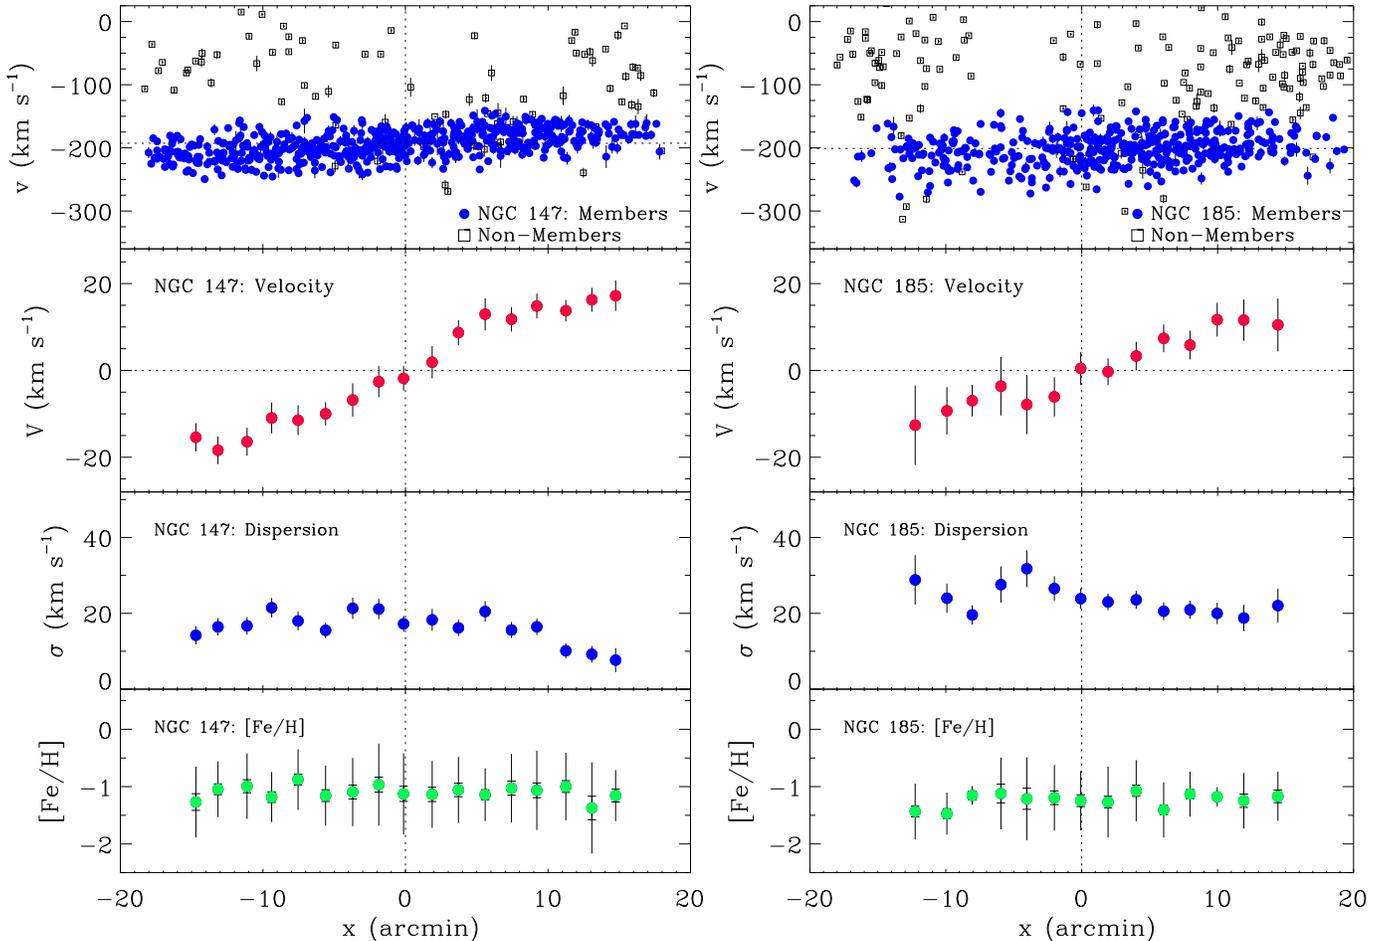 0
−100
−200
−300
v (km s−1)
NGC 147: Members
Non−Members
20
0
−20
V (km s−1)
NGC 147: Velocity
40
20
0
σ (km s−1)
NGC 147: Dispersion
0
−1
−2
[Fe/H]
NGC 147: [Fe/H]
−20 −10 0 10 20
x (arcmin)
0
−100
−200
−300
v (km s−1)
NGC 185: Members
Non−Members
20
0
−20
V (km s−1)
NGC 185: Velocity
40
20
0
σ (km s−1)
NGC 185: Dispersion
0
−1
−2
[Fe/H]
NGC 185: [Fe/H]
−20 −10 0 10 20
x (arcmin)